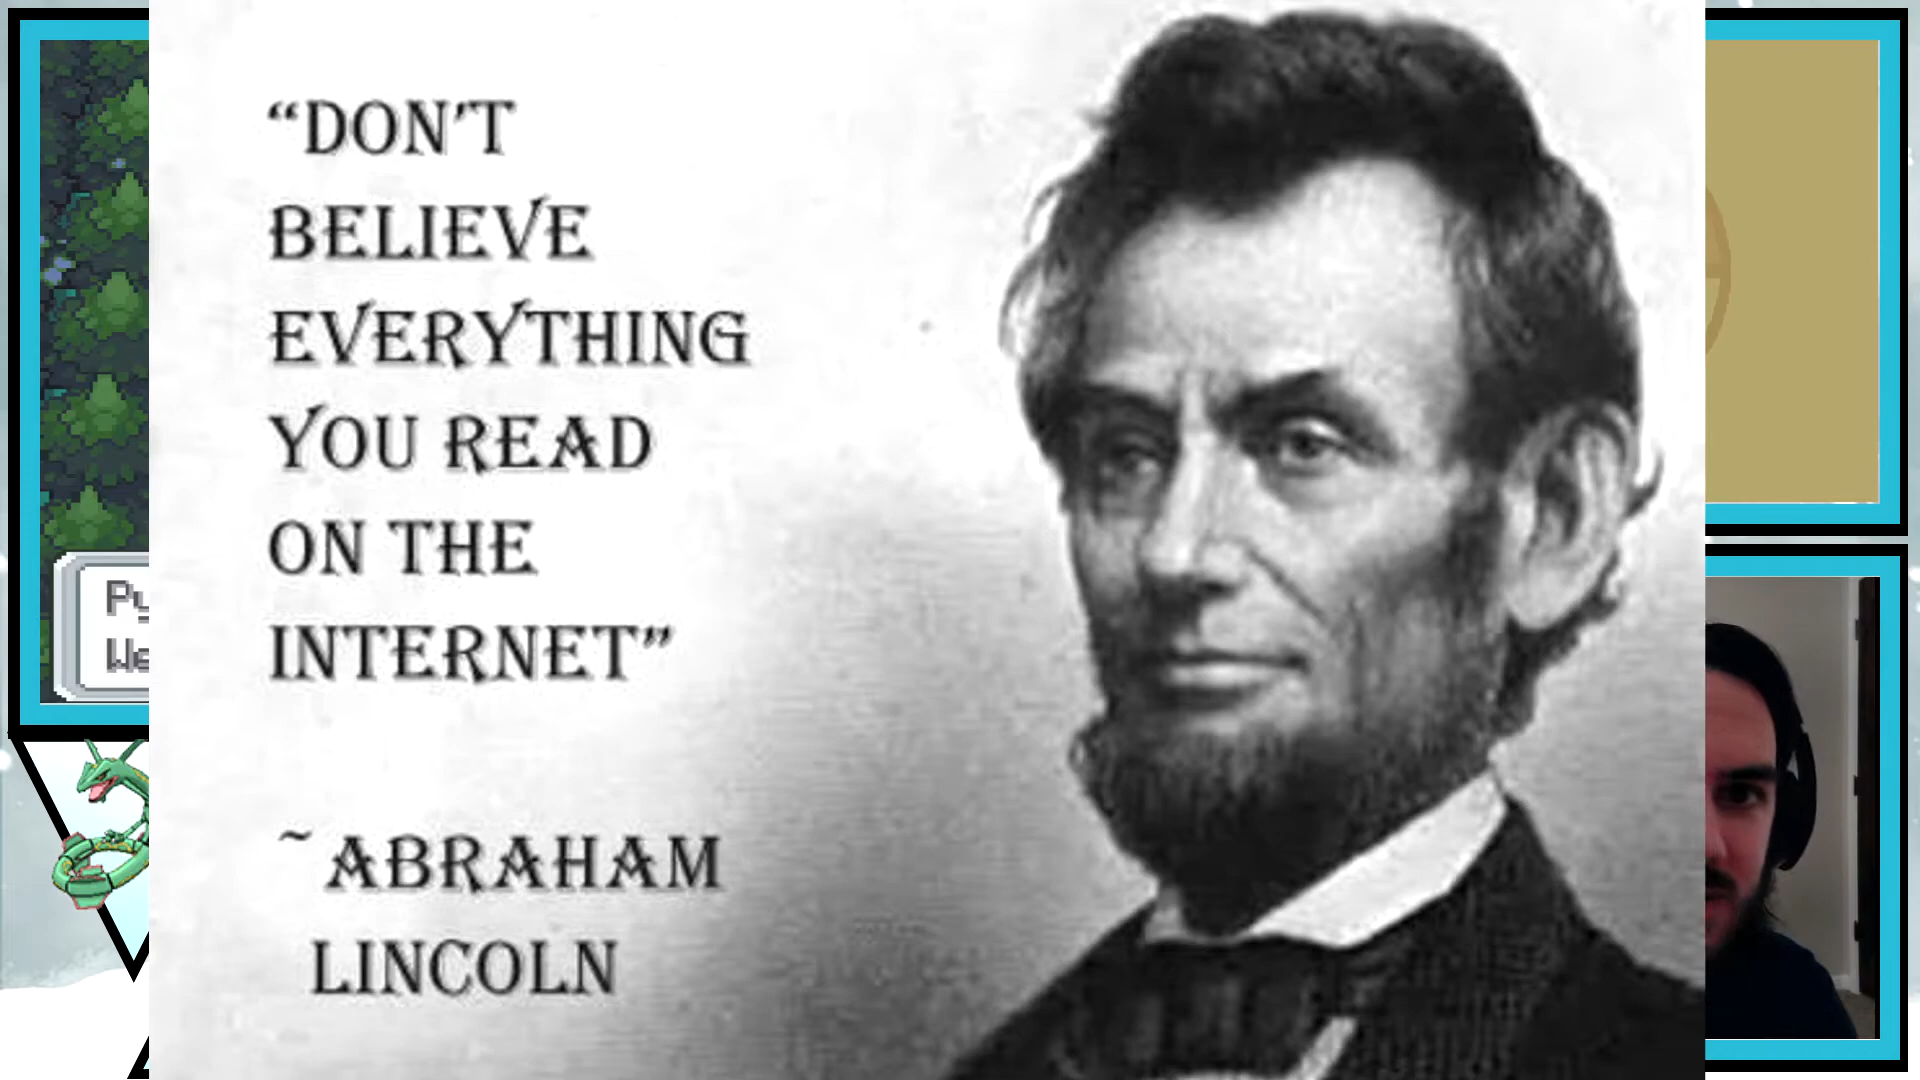 “DON’T
BELIEVE
EVERYTHING
YOU READ
ON THE
INTERNET”
~ABRAHAM
LINCOLN